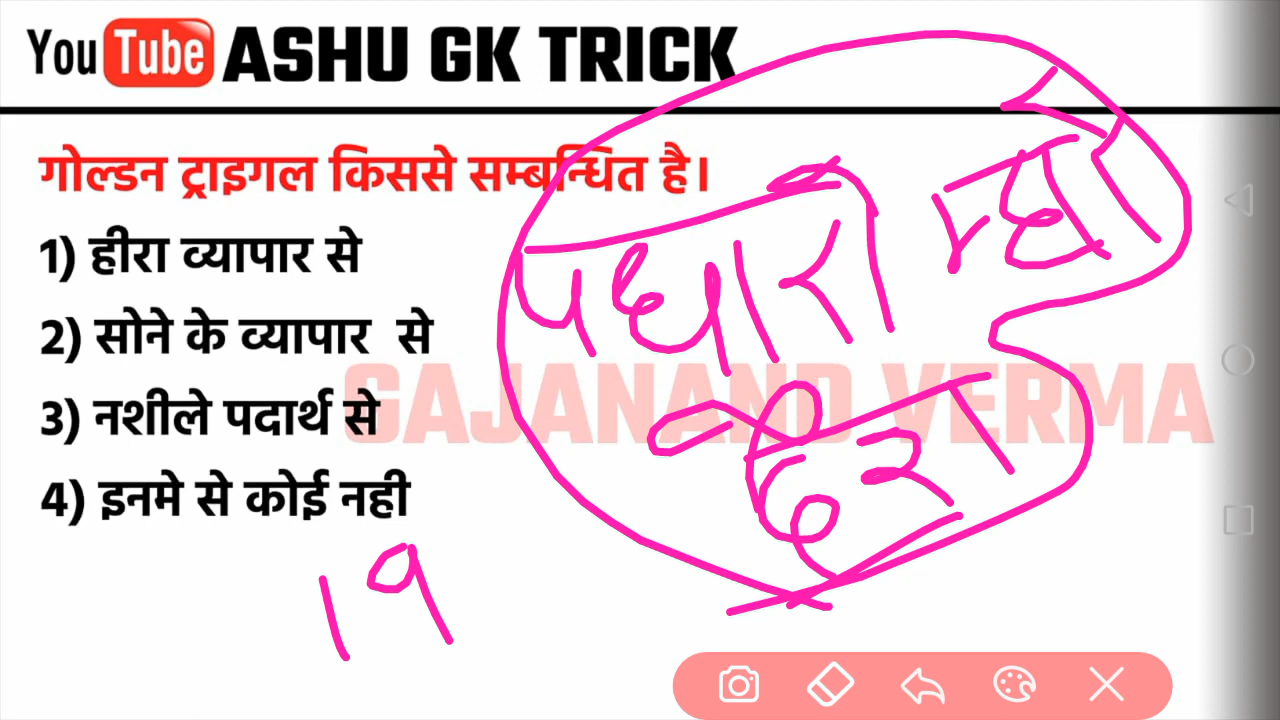 YouTube ASHU GK TRICK
गोल्डन ट्राइगल किससे सम्बन्धित है।
1) हीरा व्यापार से
2) सोने के व्यापार से
3) नशीले पदार्थ से
4) इनमे से कोई नही
GAJANAND VERMA
पधारो म्हारे
19